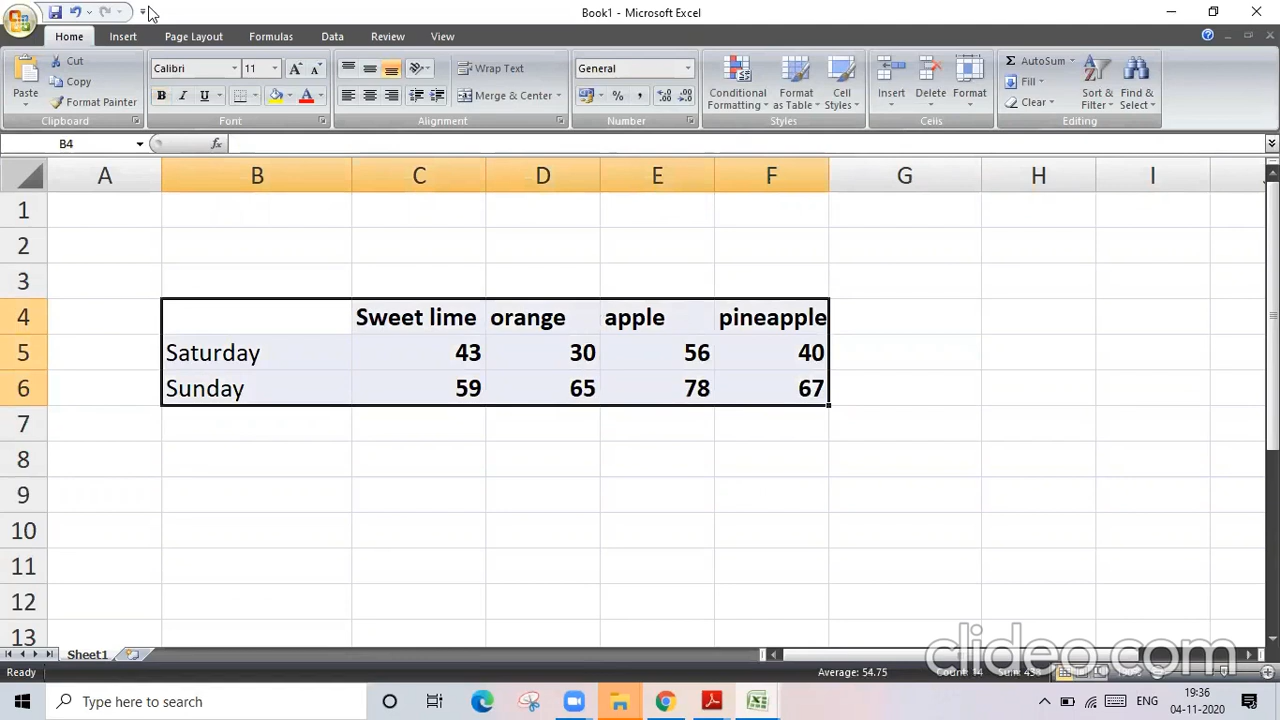 Book1 - Microsoft Excel
Home Insert Page Layout Formulas Data Review View
Paste Cut Copy Format Painter Clipboard
Calibri 11 B I U A A A Font
Wrap Text Merge & Center Alignment
General % , Number
Conditional Formatting Format as Table Cell Styles Styles
Insert Delete Format Cells
Σ AutoSum Fill Clear Sort & Filter Find & Select Editing
B4 fx
A B C D E F G H I
1
2
3
4 Sweet lime orange apple pineapple
5 Saturday 43 30 56 40
6 Sunday 59 65 78 67
7
8
9
10
11
12
13
clideo.com
Sheet1
Ready Average: 54.75 Count: 14
Type here to search ENG 19:36
04-11-2020